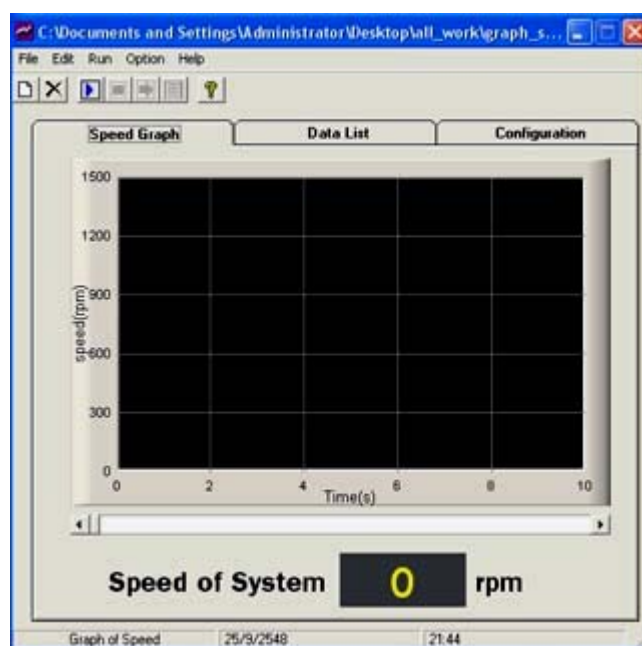 C:\Documents and Settings\Administrator\Desktop\all_work\graph_s...
File Edit Run Option Help
Speed Graph Data List Configuration
1500
1200
900
600
300
0
speed(rpm)
0 2 4 6 8 10
Time(s)
Speed of System 0 rpm
Graph of Speed 25/9/2548 21:44